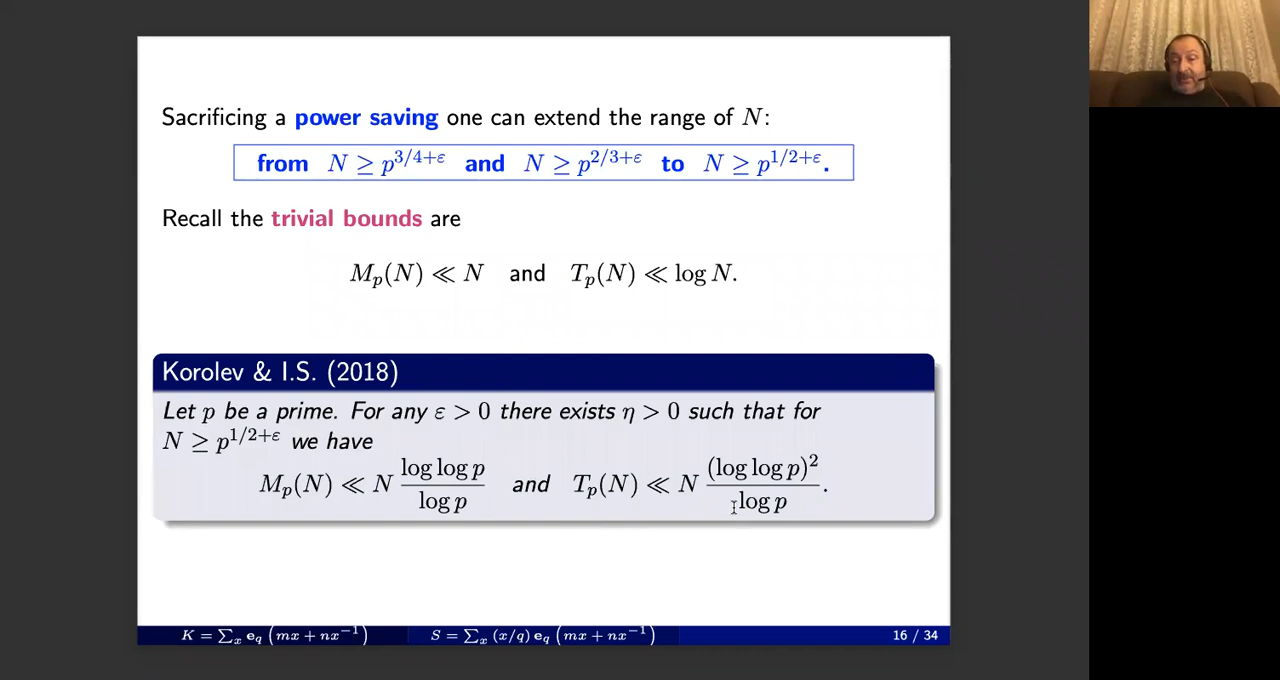 Sacrificing a power saving one can extend the range of N:
from N ≥ p^{3/4+ε} and N ≥ p^{2/3+ε} to N ≥ p^{1/2+ε}.
Recall the trivial bounds are
M_p(N) ≪ N and T_p(N) ≪ log N.
Korolev & I.S. (2018)
Let p be a prime. For any ε > 0 there exists η > 0 such that for
N ≥ p^{1/2+ε} we have
M_p(N) ≪ N \frac{log log p}{log p} and T_p(N) ≪ N \frac{(log log p)^2}{log p}.
K = ∑_x e_q (mx + nx^{-1}) S = ∑_x (x/q) e_q (mx + nx^{-1}) 16 / 34